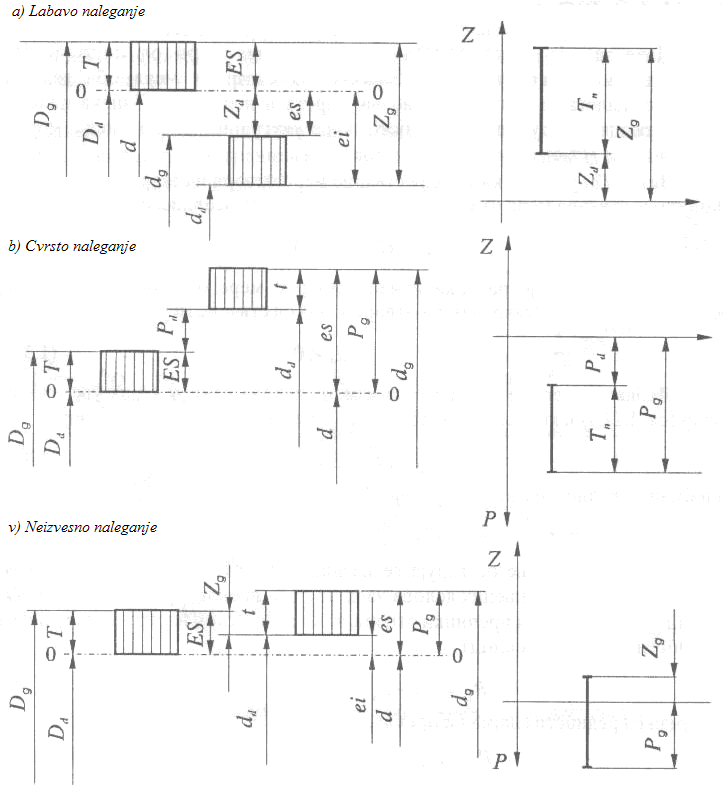 a) Labavo naleganje
D_g T D_d 0 d ES Z_d es ei Z_g 0
d_g d_d
Z T_n Z_g Z_d
b) Cvrsto naleganje
D_g T D_d 0 ES P_d t d_d es d P_g d_g 0
Z P_d T_n P_g P
v) Neizvesno naleganje
D_g T D_d 0 ES Z_g d_d t ei es d P_g d_g 0
Z Z_g P_g P